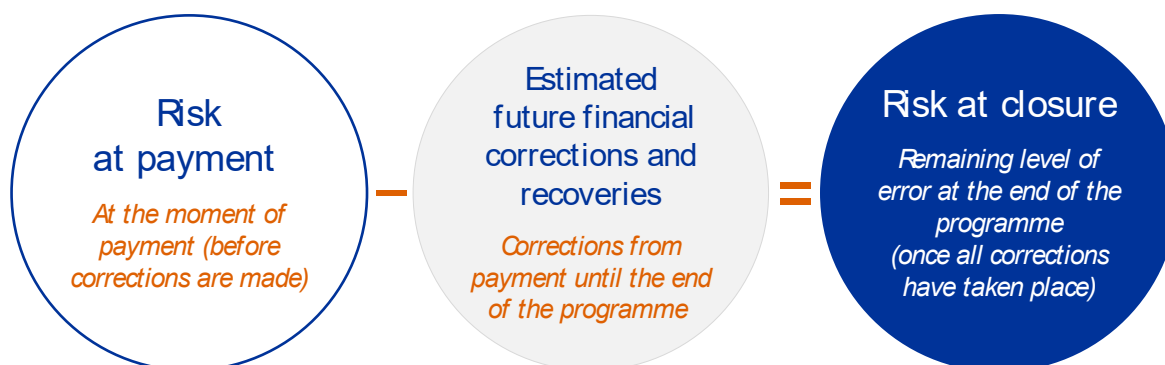 Risk
at payment
At the moment of
payment (before
corrections are made)
–
Estimated
future financial
corrections and
recoveries
Corrections from
payment until the end
of the programme
=
Risk at closure
Remaining level of
error at the end of the
programme
(once all corrections
have taken place)